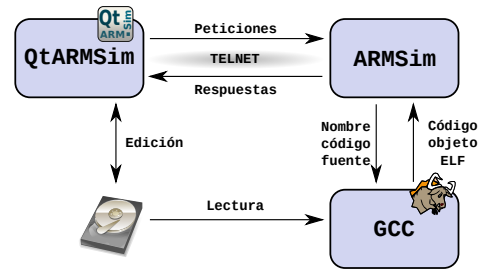 Qt
ARM Sim
QtARMSim
Peticiones
TELNET
Respuestas
ARMSim
Edición
Nombre
código
fuente
Código
objeto
ELF
Lectura
GCC